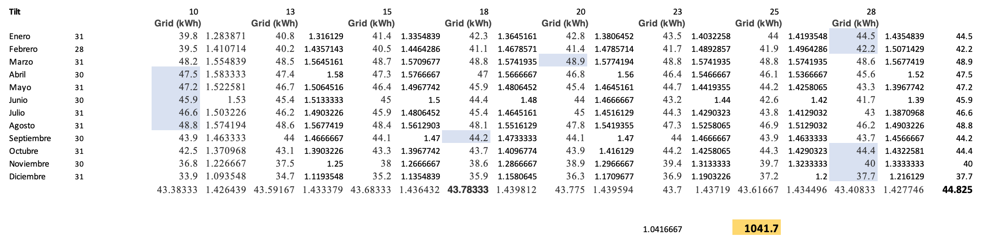 Tilt 10 13 15 18 20 23 25 28
Grid (kWh) Grid (kWh) Grid (kWh) Grid (kWh) Grid (kWh) Grid (kWh) Grid (kWh) Grid (kWh)
Enero 31 39.8 1.283871 40.8 1.316129 41.4 1.3354839 42.3 1.3645161 42.8 1.3806452 43.5 1.4032258 44 1.4193548 44.5 1.4354839 44.5
Febrero 28 39.5 1.410714 40.2 1.4357143 40.5 1.4464286 41.1 1.4678571 41.4 1.4785714 41.7 1.4892857 41.9 1.4964286 42.2 1.5071429 42.2
Marzo 31 48.2 1.554839 48.5 1.5645161 48.7 1.5709677 48.8 1.5741935 48.9 1.5774194 48.8 1.5741935 48.8 1.5741935 48.6 1.5677419 48.9
Abril 30 47.5 1.583333 47.4 1.58 47.3 1.5766667 47 1.5666667 46.8 1.56 46.4 1.5466667 46.1 1.5366667 45.6 1.52 47.5
Mayo 31 47.2 1.522581 46.7 1.5064516 46.4 1.4967742 45.9 1.4806452 45.4 1.4645161 44.7 1.4419355 44.2 1.4258065 43.3 1.3967742 47.2
Junio 30 45.9 1.53 45.4 1.5133333 45 1.5 44.4 1.48 44 1.4666667 43.2 1.44 42.6 1.42 41.7 1.39 45.9
Julio 31 46.6 1.503226 46.2 1.4903226 45.9 1.4806452 45.4 1.4645161 45 1.4516129 44.3 1.4290323 43.8 1.4129032 43 1.3870968 46.6
Agosto 31 48.8 1.574194 48.6 1.5677419 48.4 1.5612903 48.1 1.5516129 47.8 1.5419355 47.3 1.5258065 46.9 1.5129032 46.2 1.4903226 48.8
Septiembre 30 43.9 1.463333 44 1.4666667 44.1 1.47 44.2 1.4733333 44.1 1.47 44 1.4666667 43.9 1.4633333 43.7 1.4566667 44.2
Octubre 31 42.5 1.370968 43.1 1.3903226 43.3 1.3967742 43.7 1.4096774 43.9 1.416129 44.2 1.4258065 44.3 1.4290323 44.4 1.4322581 44.4
Noviembre 30 36.8 1.226667 37.5 1.25 38 1.2666667 38.6 1.2866667 38.9 1.2966667 39.4 1.3133333 39.7 1.3233333 40 1.3333333 40
Diciembre 31 33.9 1.093548 34.7 1.1193548 35.2 1.1354839 35.9 1.1580645 36.3 1.1709677 36.9 1.1903226 37.2 1.2 37.7 1.216129 37.7
43.38333 1.426439 43.59167 1.433379 43.68333 1.436432 43.78333 1.439812 43.775 1.439594 43.7 1.43719 43.61667 1.434496 43.40833 1.427746 44.825
1.0416667 1041.7